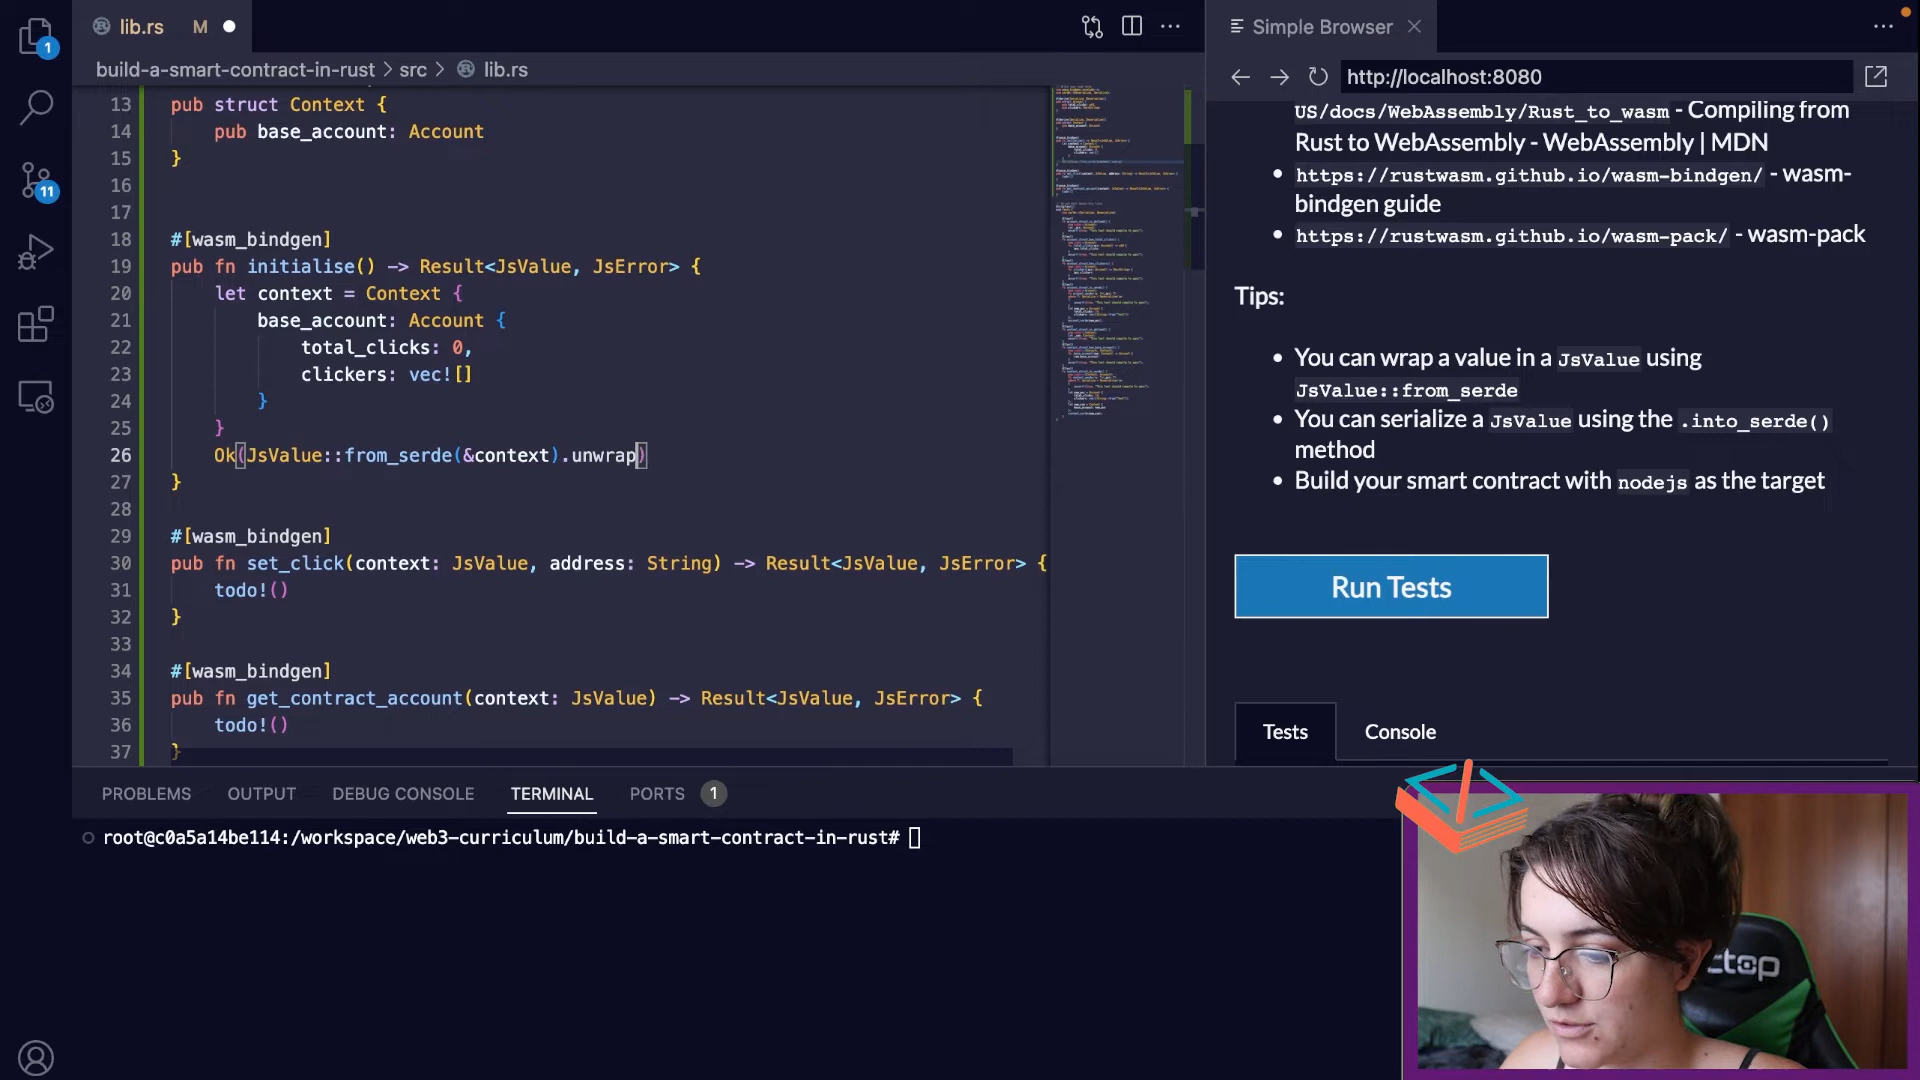 lib.rs M
Simple Browser
build-a-smart-contract-in-rust > src > lib.rs
http://localhost:8080
1
11
13 pub struct Context {
14 pub base_account: Account
15 }
16
17
18 #[wasm_bindgen]
19 pub fn initialise() -> Result<JsValue, JsError> {
20 let context = Context {
21 base_account: Account {
22 total_clicks: 0,
23 clickers: vec![]
24 }
25 }
26 Ok(JsValue::from_serde(&context).unwrap)
27 }
28
29 #[wasm_bindgen]
30 pub fn set_click(context: JsValue, address: String) -> Result<JsValue, JsError> {
31 todo!()
32 }
33
34 #[wasm_bindgen]
35 pub fn get_contract_account(context: JsValue) -> Result<JsValue, JsError> {
36 todo!()
37 }
US/docs/WebAssembly/Rust_to_wasm - Compiling from
Rust to WebAssembly - WebAssembly | MDN
https://rustwasm.github.io/wasm-bindgen/ - wasm-
bindgen guide
https://rustwasm.github.io/wasm-pack/ - wasm-pack
Tips:
You can wrap a value in a JsValue using
JsValue::from_serde
You can serialize a JsValue using the .into_serde()
method
Build your smart contract with nodejs as the target
Run Tests
Tests Console
PROBLEMS OUTPUT DEBUG CONSOLE TERMINAL PORTS 1
root@c0a5a14be114:/workspace/web3-curriculum/build-a-smart-contract-in-rust#